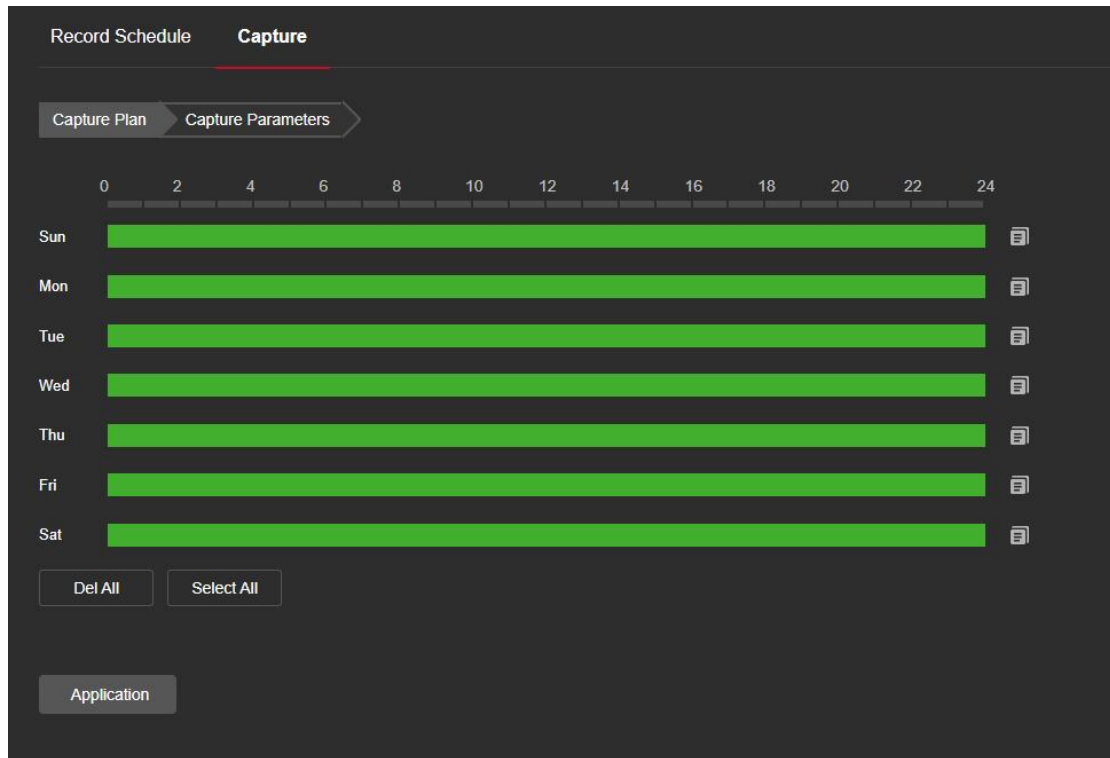 Record Schedule Capture
Capture Plan Capture Parameters
0 2 4 6 8 10 12 14 16 18 20 22 24
Sun
Mon
Tue
Wed
Thu
Fri
Sat
Del All Select All
Application